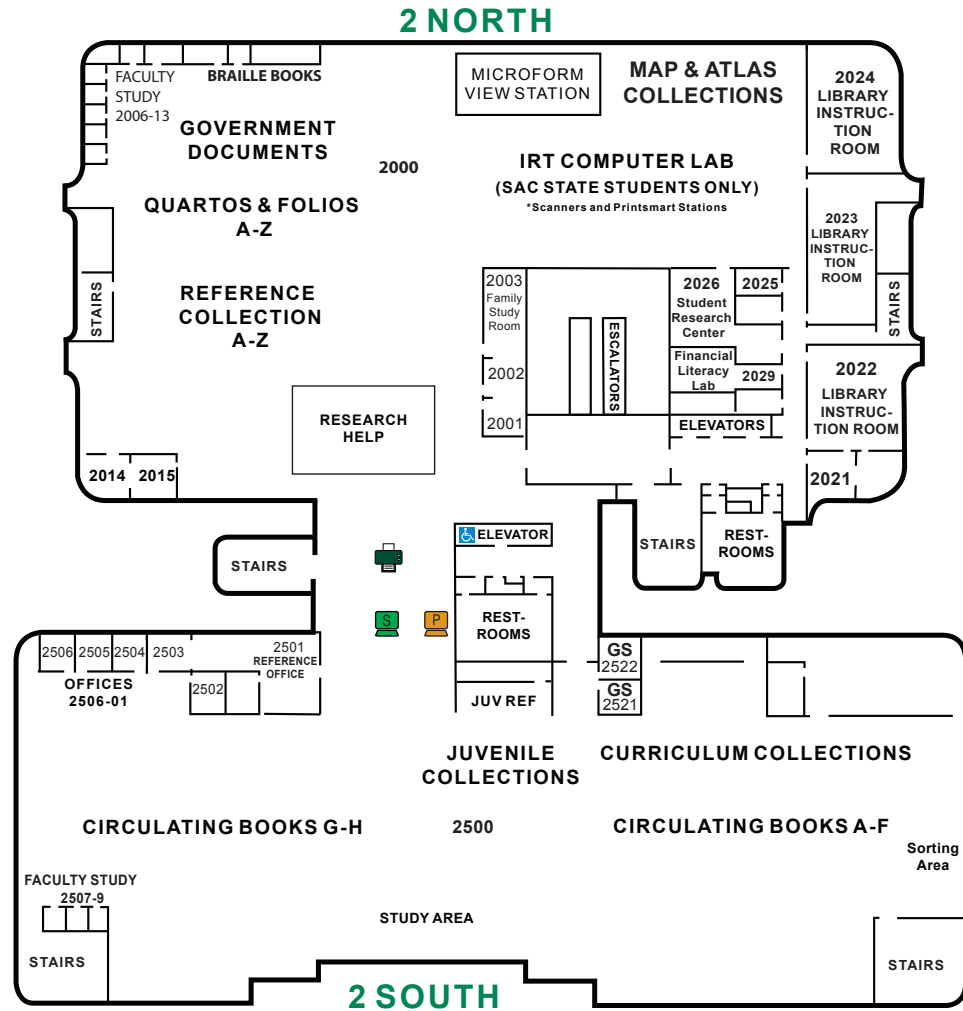 2 NORTH
FACULTY
STUDY
2006-13
BRAILLE BOOKS
MICROFORM
VIEW STATION
MAP & ATLAS
COLLECTIONS
2024
LIBRARY
INSTRUC-
TION
ROOM
GOVERNMENT
DOCUMENTS
2000
IRT COMPUTER LAB
(SAC STATE STUDENTS ONLY)
*Scanners and Printsmart Stations
QUARTOS & FOLIOS
A-Z
2023
LIBRARY
INSTRUC-
TION
ROOM
STAIRS
REFERENCE
COLLECTION
A-Z
2003
Family
Study
Room
2002
2001
ESCALATORS
2026
Student
Research
Center
2025
Financial
Literacy
Lab
2029
ELEVATORS
STAIRS
2022
LIBRARY
INSTRUC-
TION ROOM
RESEARCH
HELP
2014
2015
2021
STAIRS
ELEVATOR
STAIRS
REST-
ROOMS
S
P
REST-
ROOMS
2506
2505
2504
2503
2501
REFERENCE
OFFICE
OFFICES
2506-01
2502
JUV REF
GS
2522
GS
2521
JUVENILE
COLLECTIONS
CURRICULUM COLLECTIONS
CIRCULATING BOOKS G-H
2500
CIRCULATING BOOKS A-F
Sorting
Area
FACULTY STUDY
2507-9
STUDY AREA
STAIRS
STAIRS
2 SOUTH